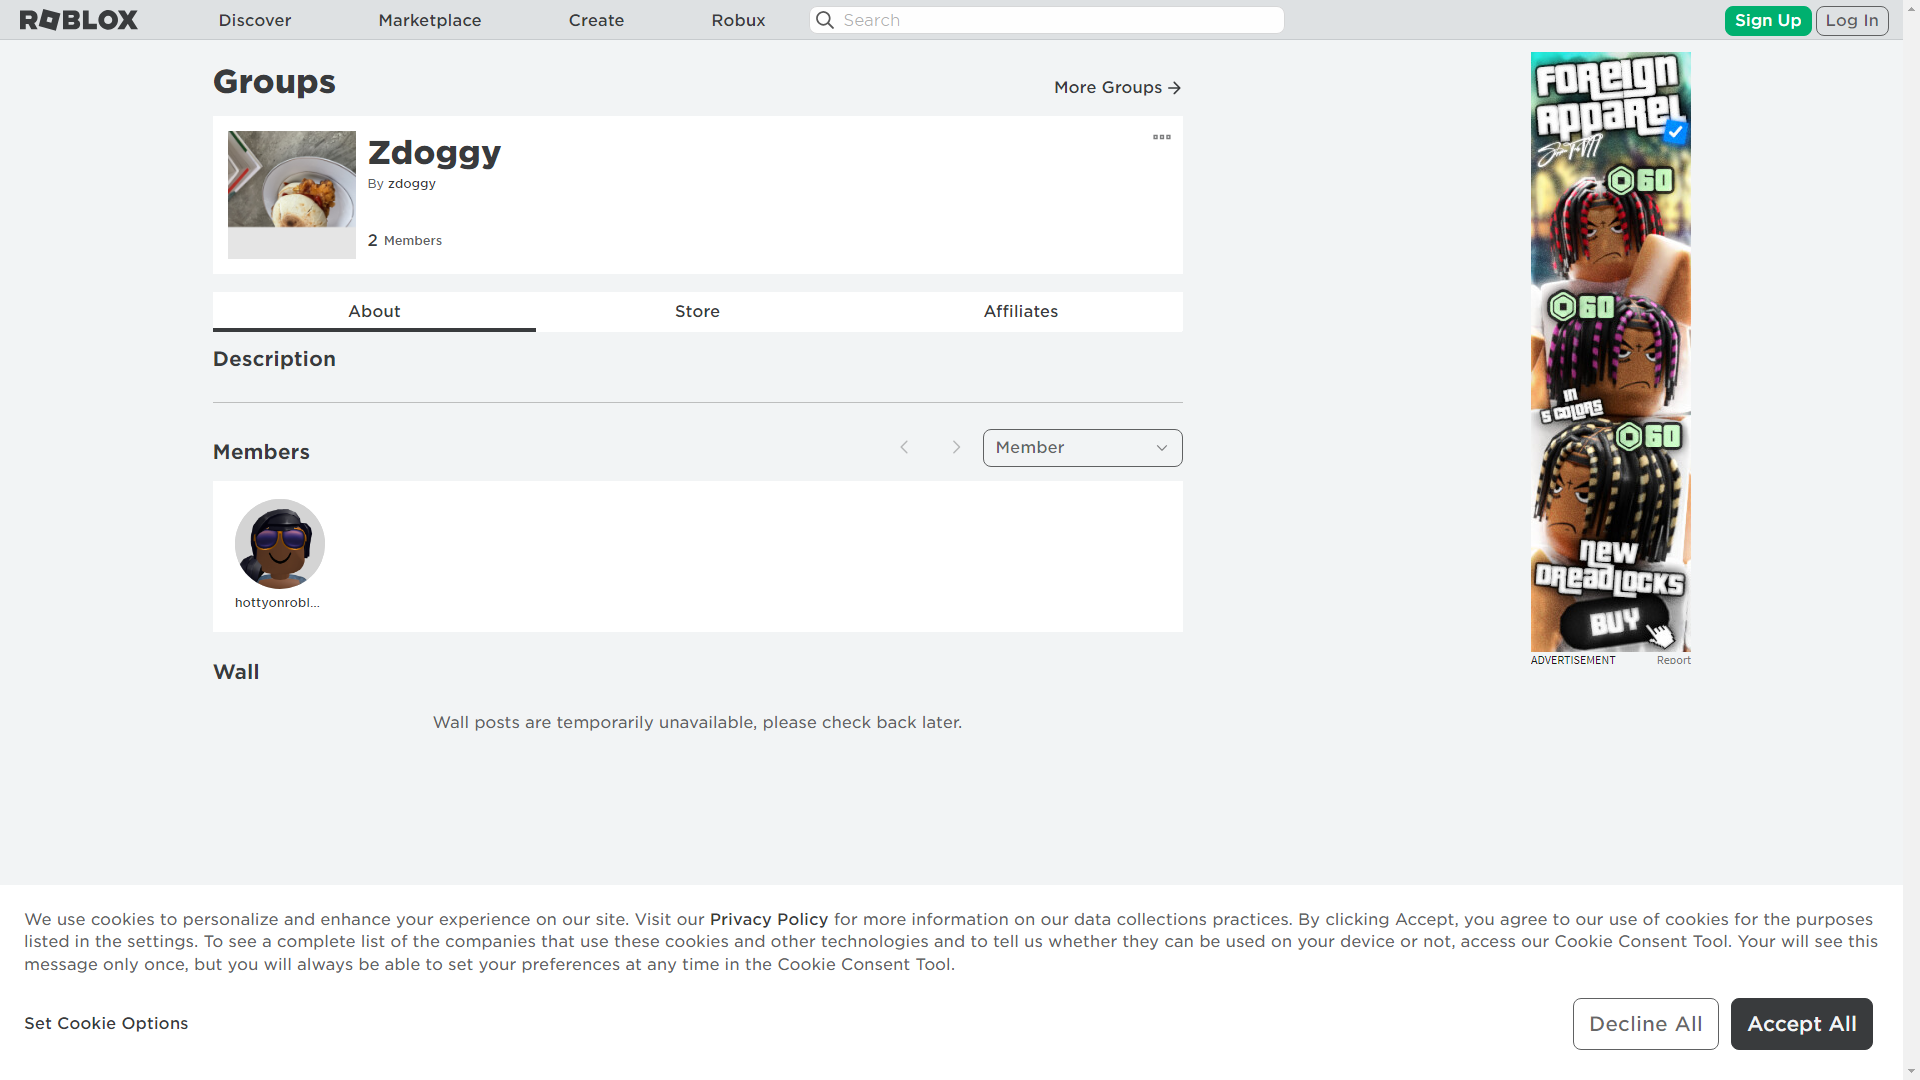 ROBLOX
Discover
Marketplace
Create
Robux
Search
Sign Up
Log In
Groups
More Groups
Zdoggy
By zdoggy
2 Members
About
Store
Affiliates
Description
Members
Member
hottyonrobl...
Wall
Wall posts are temporarily unavailable, please check back later.
FOREIGN
APPAREL
60
60
IN
5 COLORS
60
NEW
DREADLOCKS
BUY
ADVERTISEMENT
Report
We use cookies to personalize and enhance your experience on our site. Visit our Privacy Policy for more information on our data collections practices. By clicking Accept, you agree to our use of cookies for the purposes
listed in the settings. To see a complete list of the companies that use these cookies and other technologies and to tell us whether they can be used on your device or not, access our Cookie Consent Tool. Your will see this
message only once, but you will always be able to set your preferences at any time in the Cookie Consent Tool.
Set Cookie Options
Decline All
Accept All